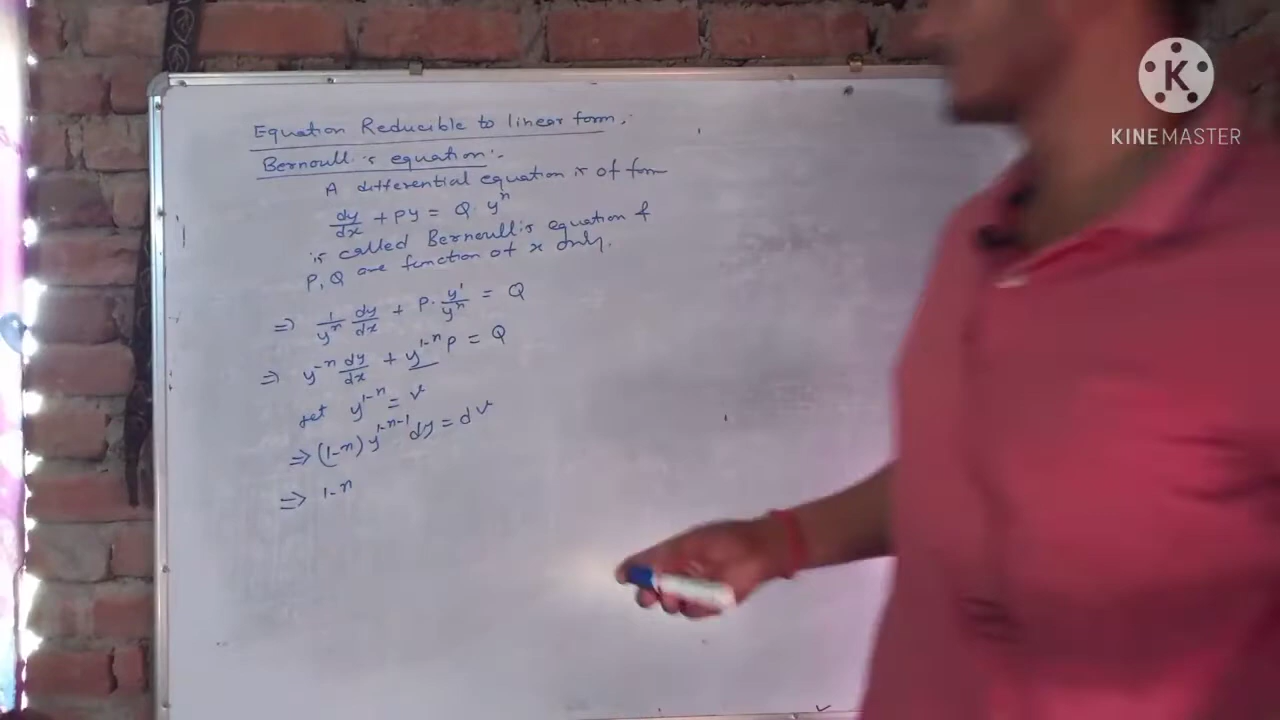 Equation Reducible to linear form :-
Bernoulli's equation :-
A differential equation is of form
dy/dx + Py = Q · yⁿ
is called Bernoulli's equation if
P, Q are function of x only.
⇒ 1/yⁿ dy/dx + P · y¹/yⁿ = Q
⇒ y⁻ⁿ dy/dx + y¹⁻ⁿ P = Q
let y¹⁻ⁿ = v
⇒ (1-n) y¹⁻ⁿ⁻¹ dy = dv
⇒ 1-n
K
KINEMASTER